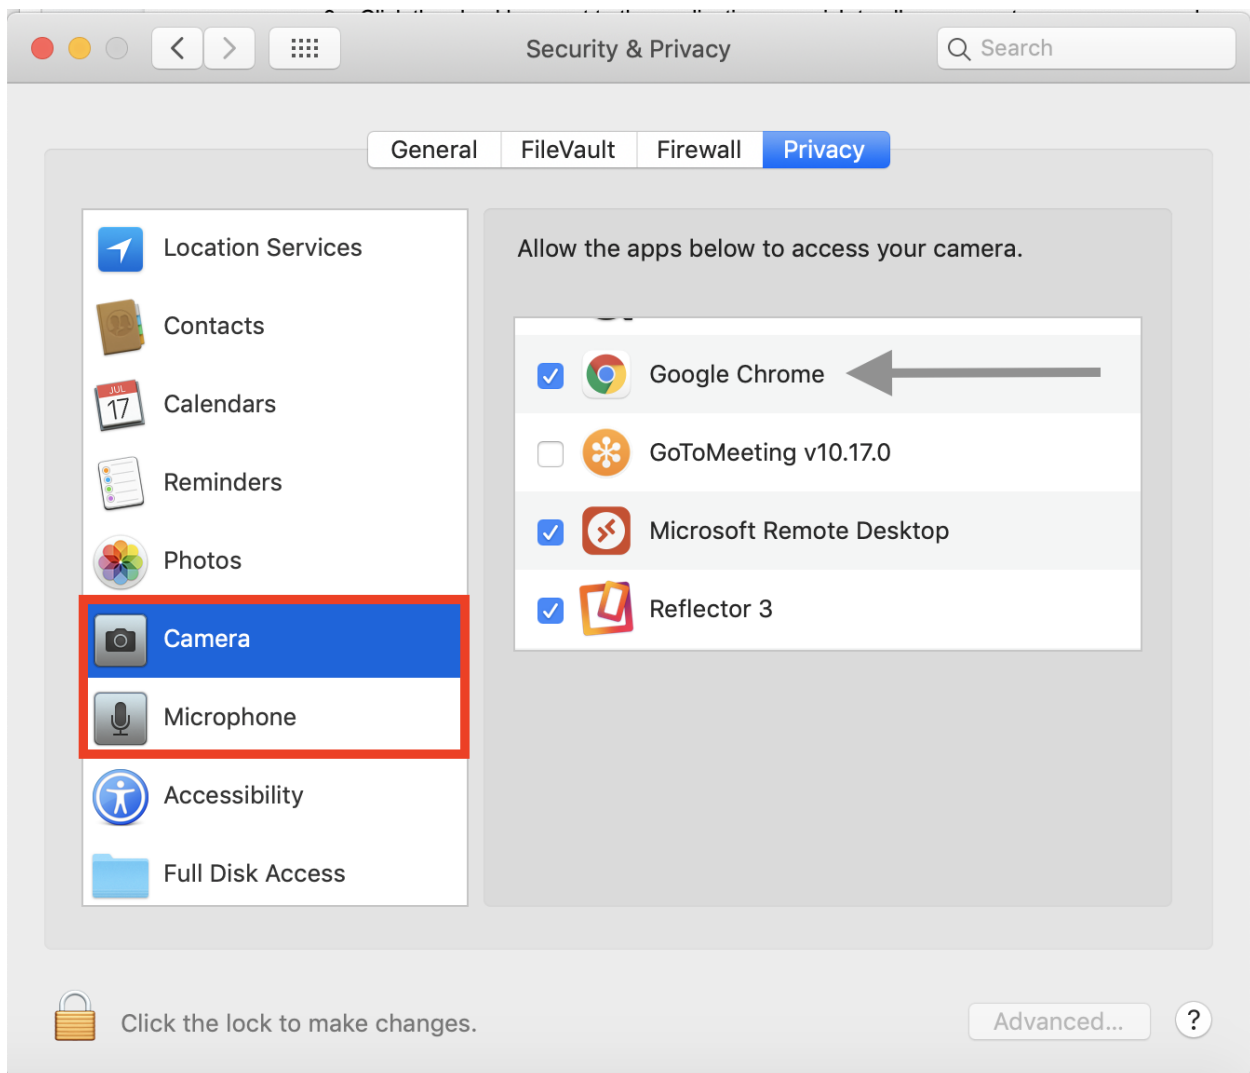 Security & Privacy
Search
General
FileVault
Firewall
Privacy
Location Services
Contacts
JUL
17
Calendars
Reminders
Photos
Camera
Microphone
Accessibility
Full Disk Access
Allow the apps below to access your camera.
Google Chrome
GoToMeeting v10.17.0
Microsoft Remote Desktop
Reflector 3
Click the lock to make changes.
Advanced...
?